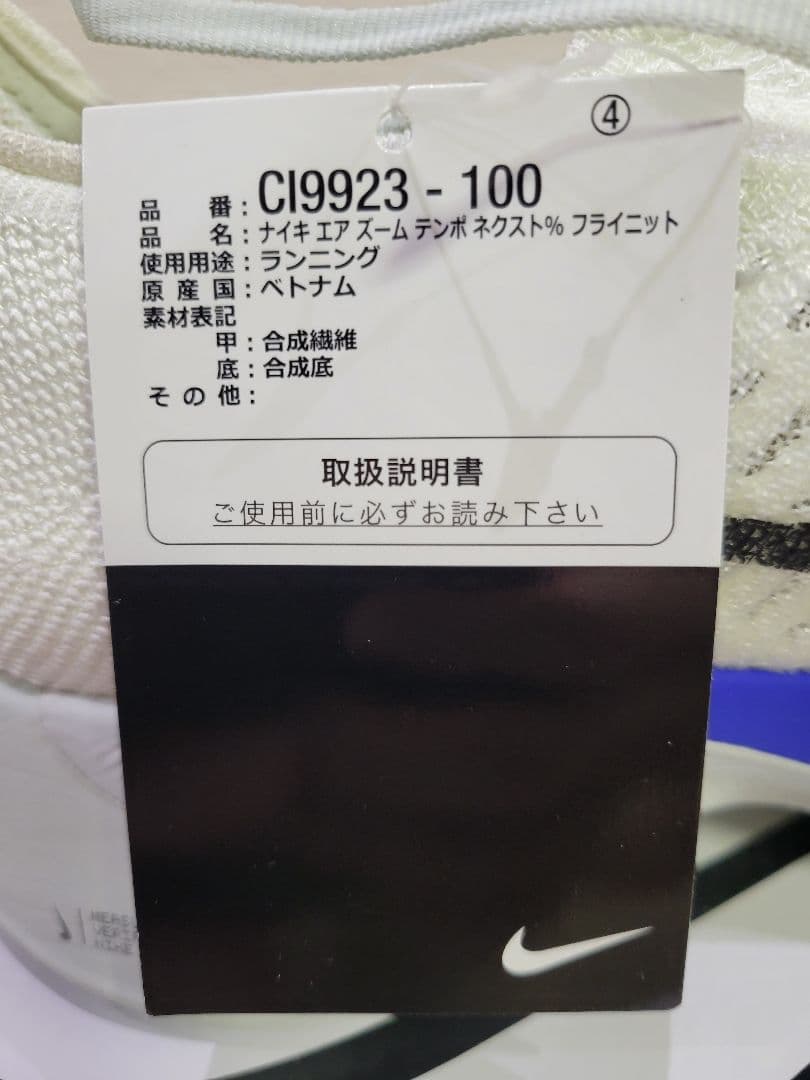 ④
品 番 : CI9923 - 100
品 名 : ナイキ エア ズーム テンポ ネクスト% フライニット
使用用途 : ランニング
原 産 国 : ベトナム
素材表記
甲 : 合成繊維
底 : 合成底
そ の 他 :
取扱説明書
ご使用前に必ずお読み下さい